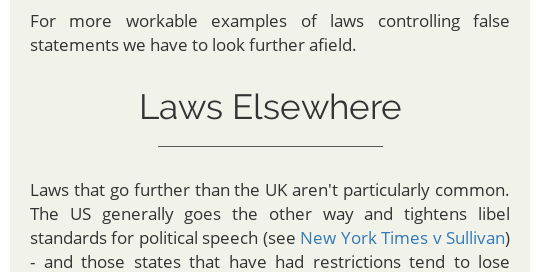 For more workable examples of laws controlling false
statements we have to look further afield.
Laws Elsewhere
Laws that go further than the UK aren't particularly common.
The US generally goes the other way and tightens libel
standards for political speech (see New York Times v Sullivan)
- and those states that have had restrictions tend to lose